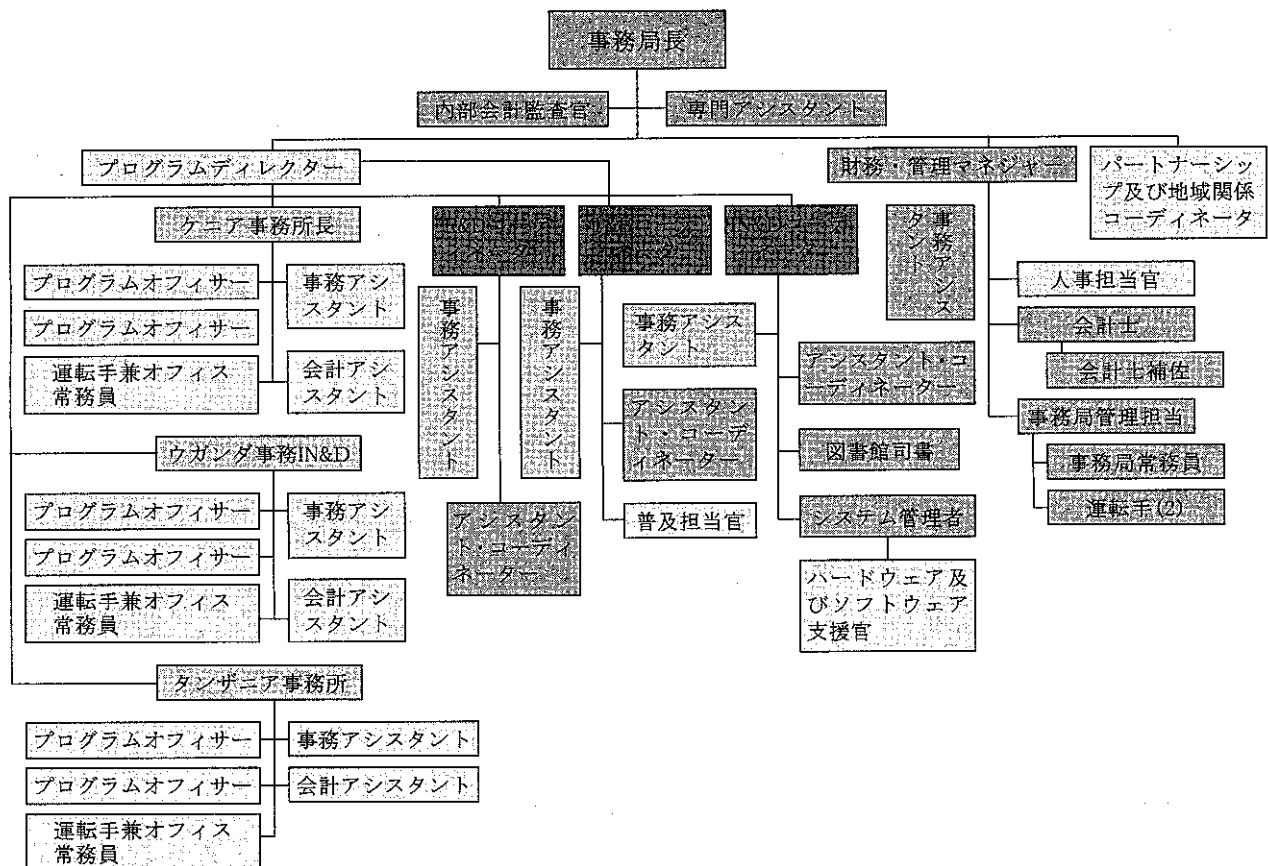 事務局長
内部会計監査官
専門アシスタント
プログラムディレクター
財務・管理マネジャー
パートナーシッ
プ及び地域関係
コーディネータ
ケニア事務所長
プログラムオフィサー
プログラムオフィサー
運転手兼オフィス
常務員
事務アシ
スタント
会計アシ
スタント
ウガンダ事務IN&D
プログラムオフィサー
プログラムオフィサー
運転手兼オフィス
常務員
事務アシ
スタント
会計アシ
スタント
タンザニア事務所
プログラムオフィサー
プログラムオフィサー
運転手兼オフィス
常務員
事務アシスタント
会計アシスタント
事務アシスタント
アシスタン
ト・コーディ
ネーター
事務アシスタント
事務アシス
タント
アシスタン
ト・コーデ
ィネーター
普及担当官
アシスタント・コ
ーディネーター
図書館司書
システム管理者
ハードウェア及
びソフトウェア
支援官
事務アシス
タント
人事担当官
会計士
会計士補佐
事務局管理担当
事務局常務員
運転手(2)